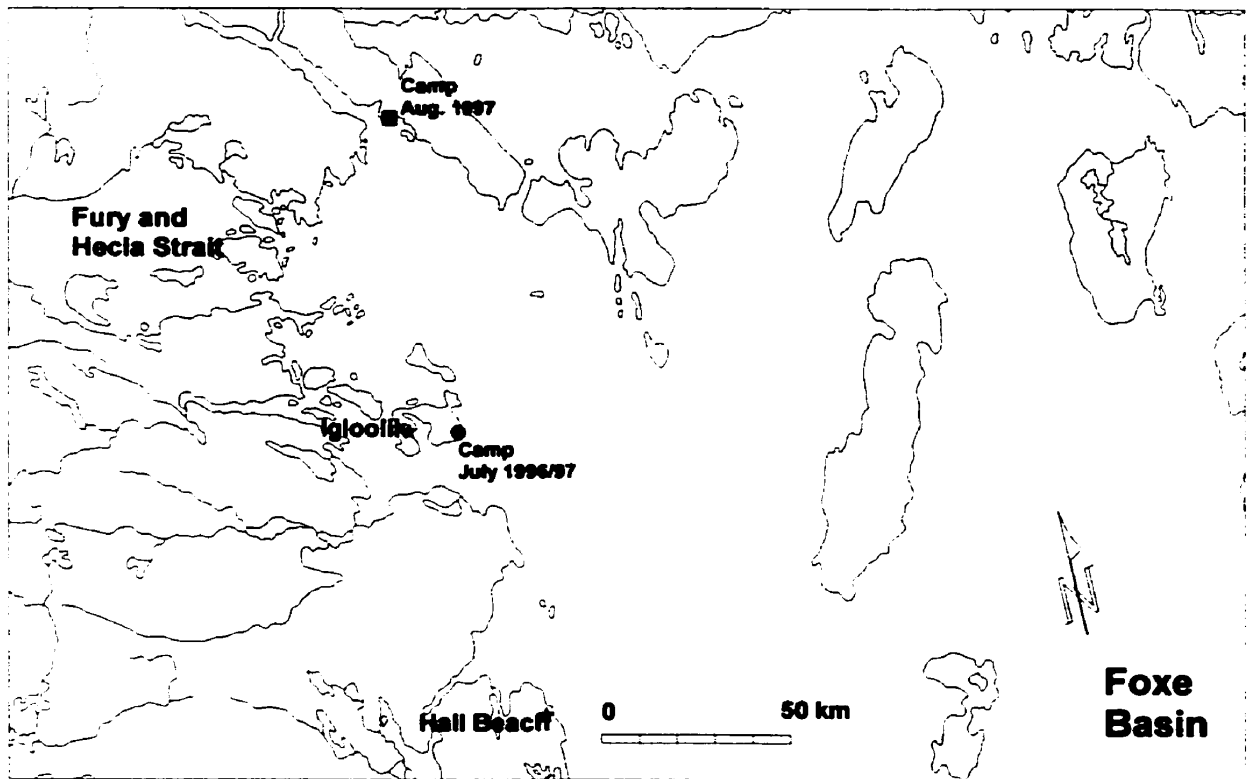 Camp
Aug. 1997
Fury and
Hecla Strait
Igloolik
Camp
July 1996/97
N
Hall Beach
0 50 km
Foxe
Basin